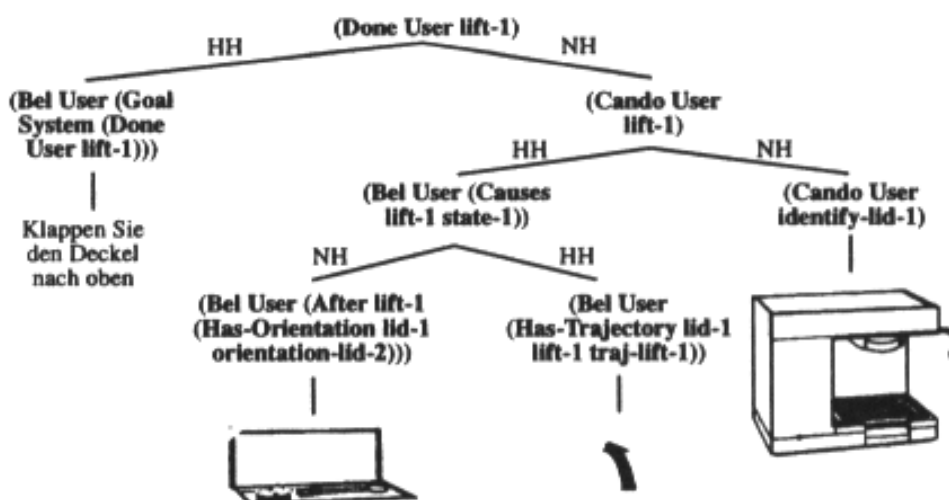 (Done User lift-1)
HH
NH
(Bel User (Goal
System (Done
User lift-1)))
(Cando User
lift-1)
HH
NH
Klappen Sie
den Deckel
nach oben
(Bel User (Causes
lift-1 state-1))
(Cando User
identify-lid-1)
NH
HH
(Bel User (After lift-1
(Has-Orientation lid-1
orientation-lid-2)))
(Bel User
(Has-Trajectory lid-1
lift-1 traj-lift-1))